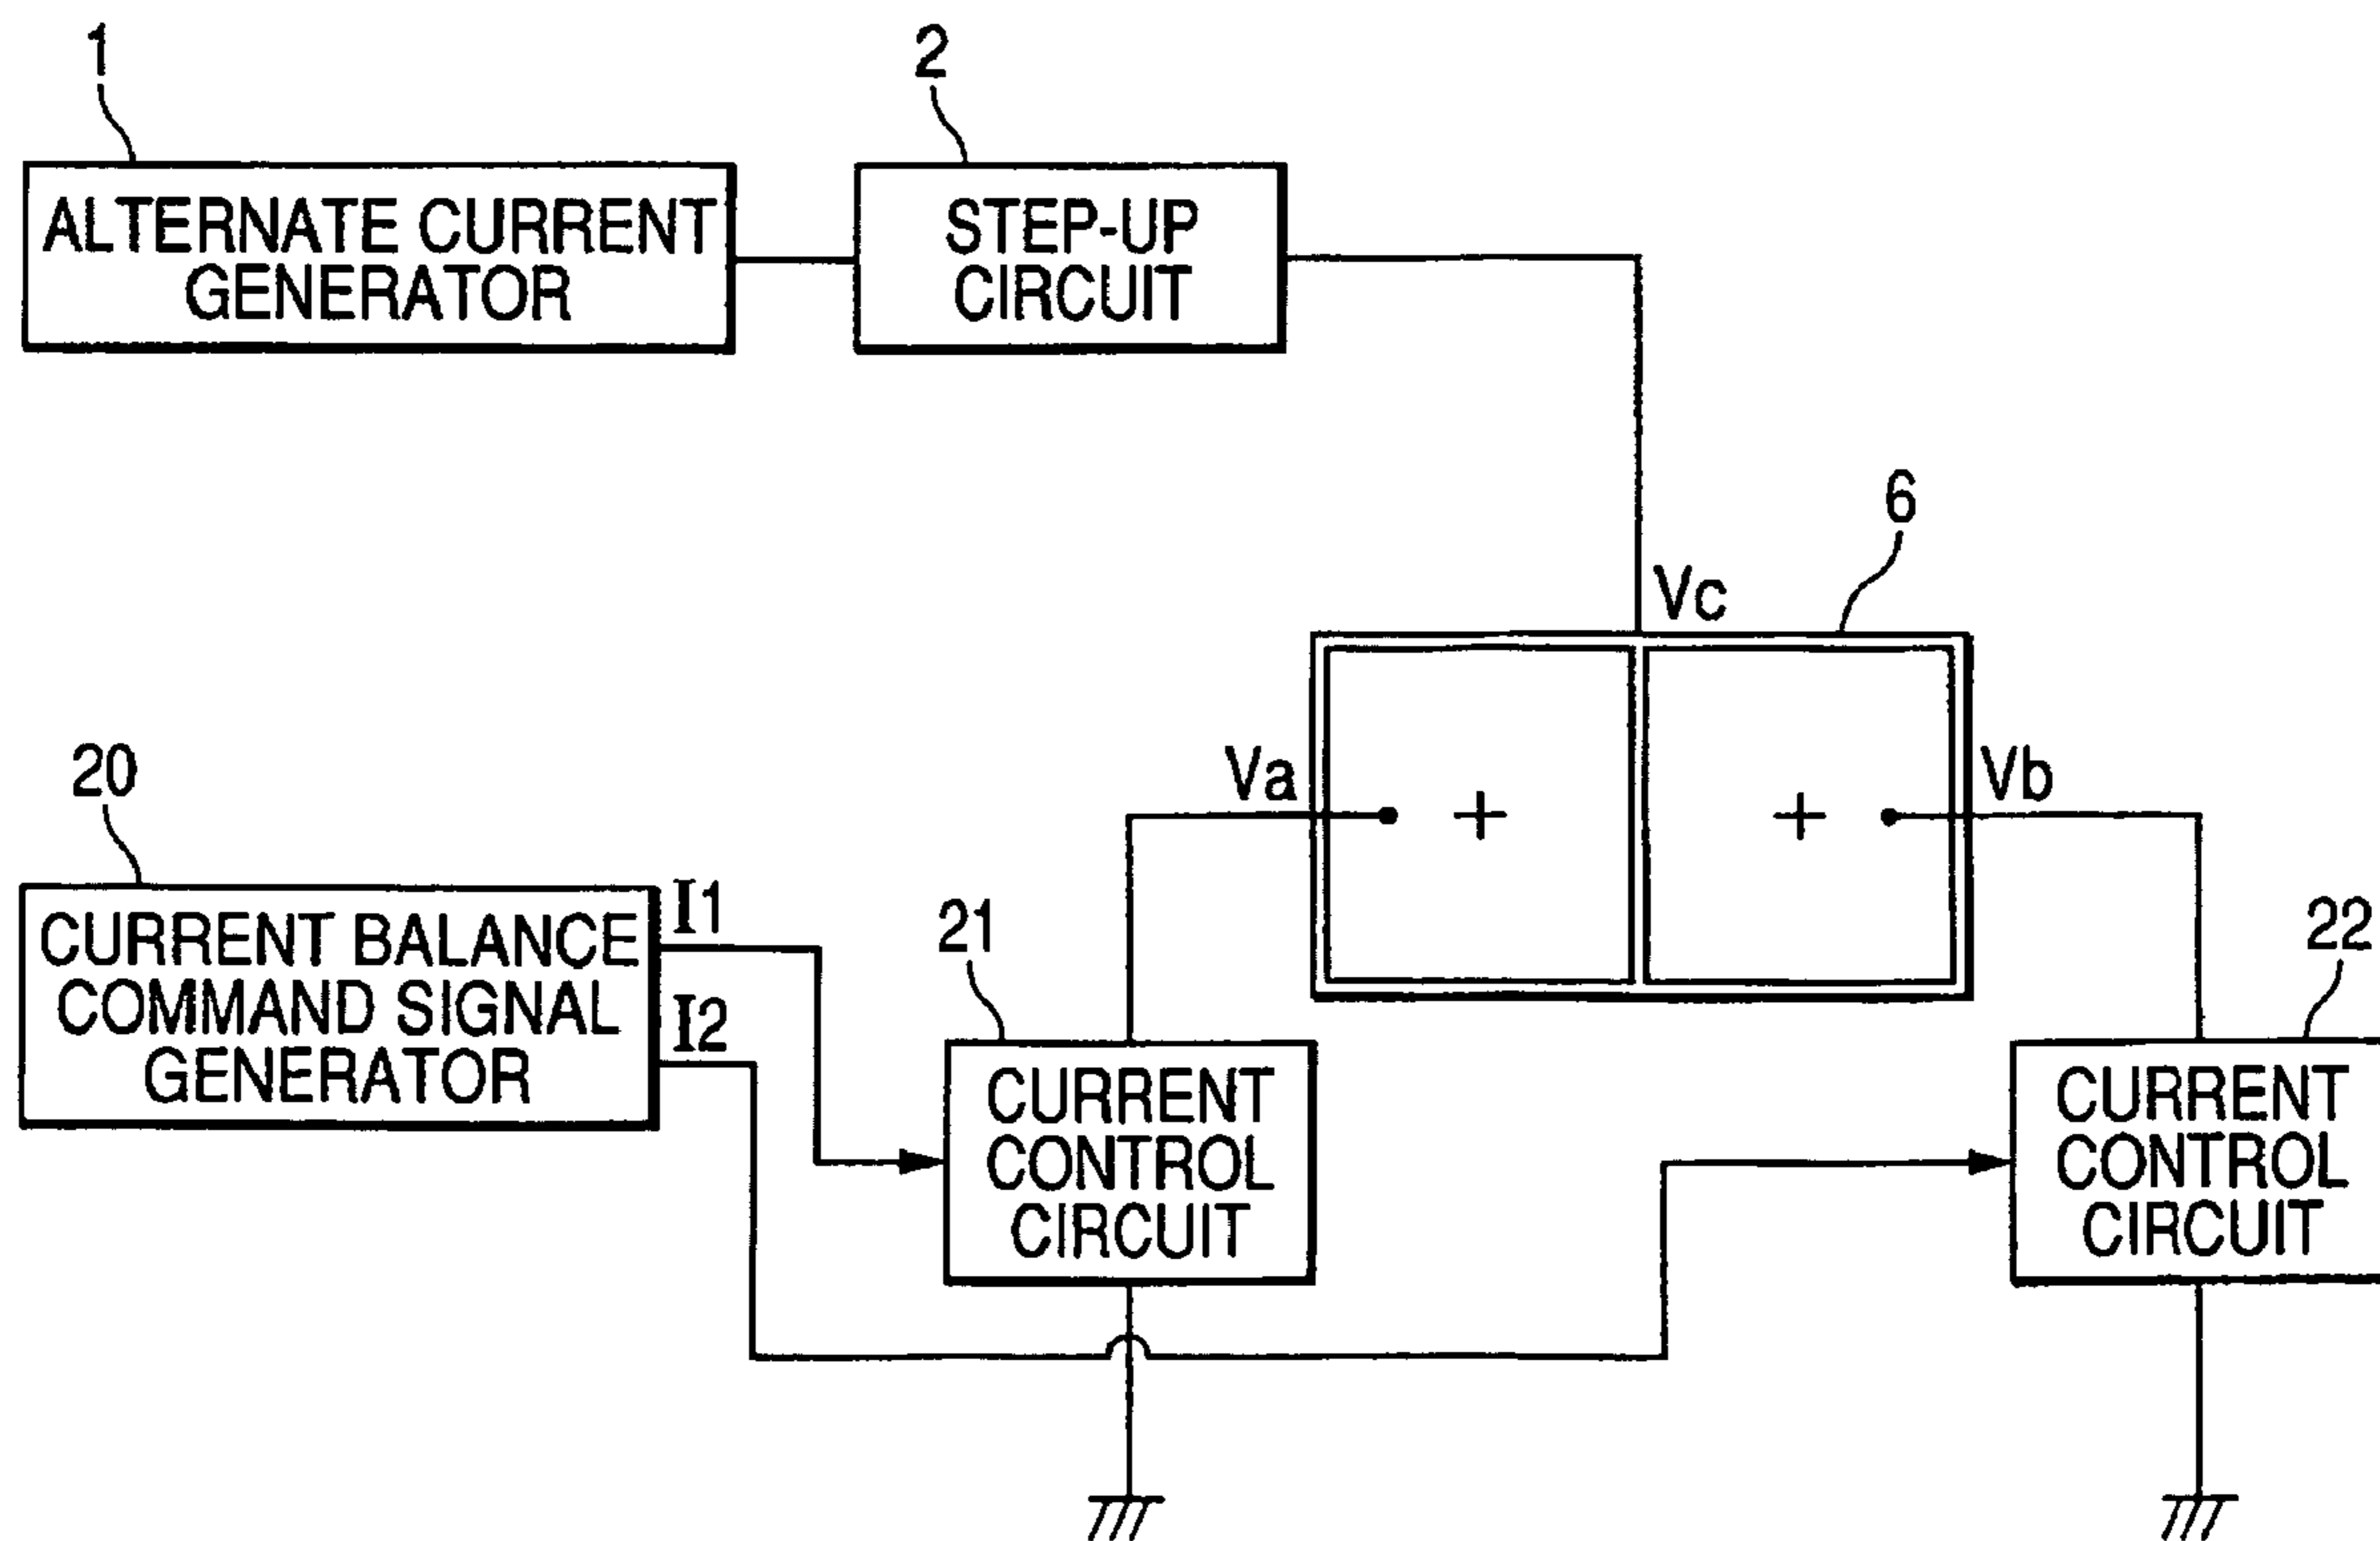 1
2
ALTERNATE CURRENT
GENERATOR
STEP-UP
CIRCUIT
6
Vc
Va
Vb
20
I1
CURRENT BALANCE
COMMAND SIGNAL
GENERATOR
I2
21
22
CURRENT
CONTROL
CIRCUIT
CURRENT
CONTROL
CIRCUIT